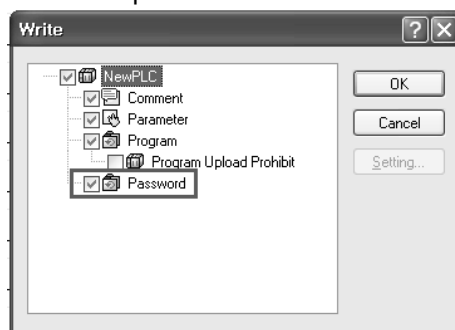 Write
NewPLC
Comment
Parameter
Program
Program Upload Prohibit
Password
OK
Cancel
Setting...